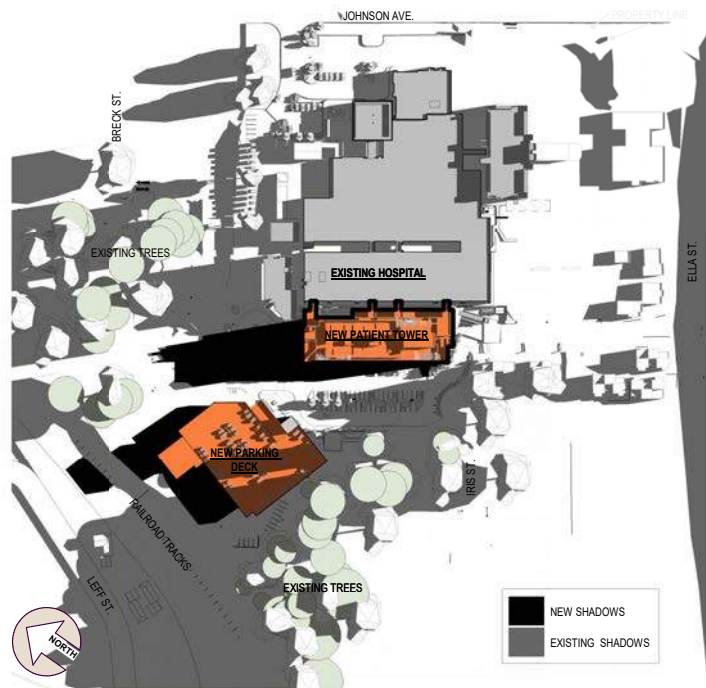 JOHNSON AVE.
PROPERTY LINE
BRECK ST.
EXISTING TREES
ELLA ST.
EXISTING HOSPITAL
NEW PATIENT TOWER
NEW PARKING
DECK
IRIS ST.
RAILROAD TRACKS
LEFF ST.
EXISTING TREES
NORTH
NEW SHADOWS
EXISTING SHADOWS